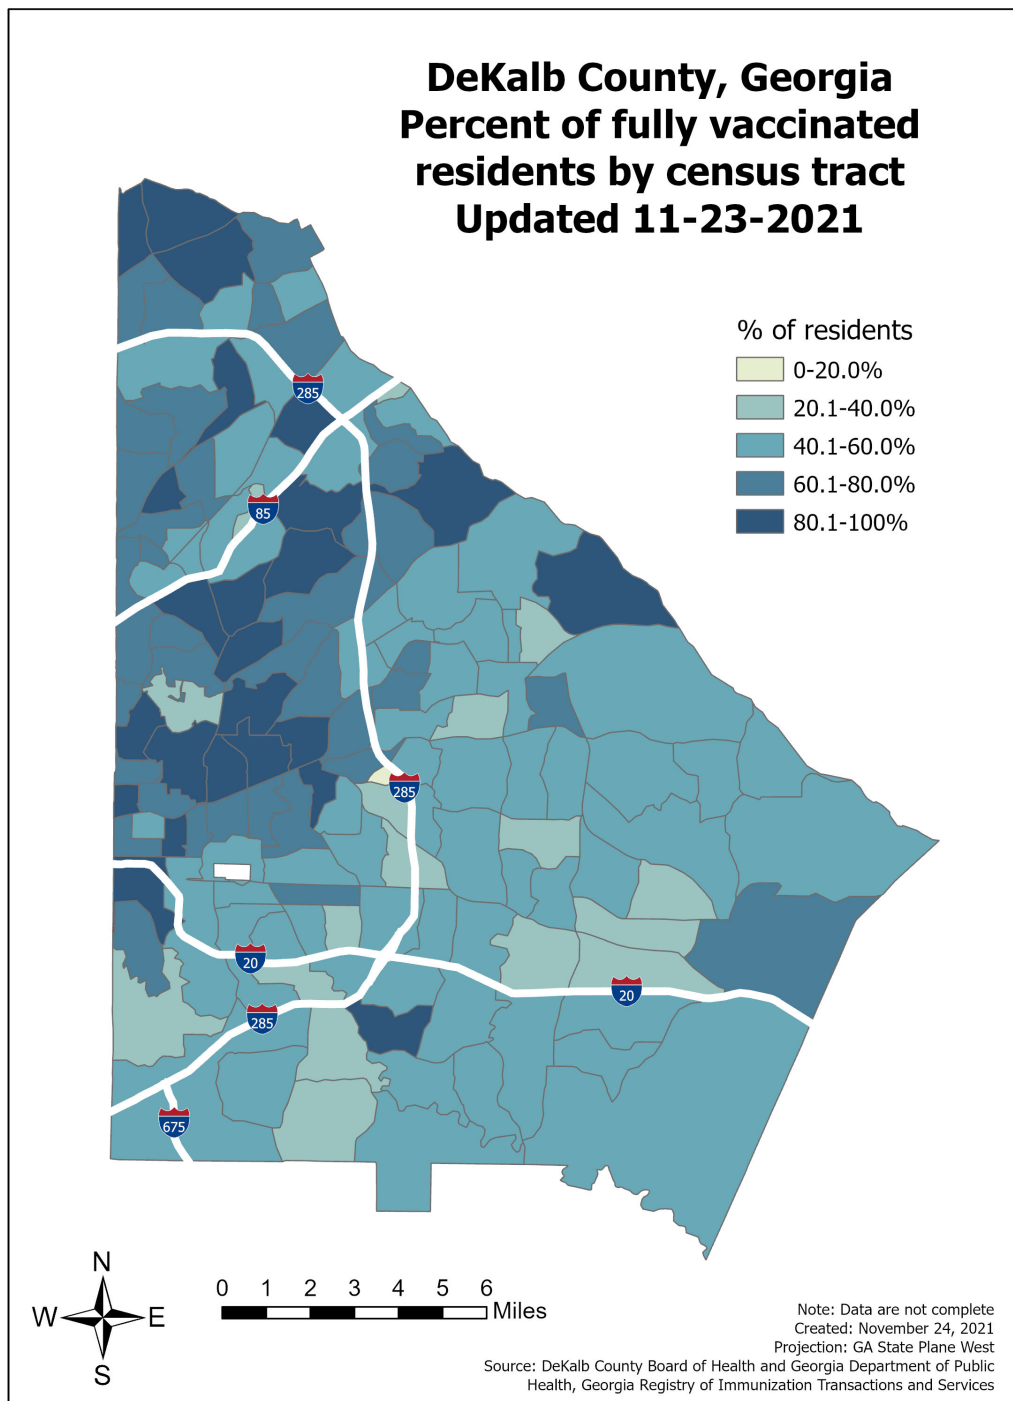 DeKalb County, Georgia
Percent of fully vaccinated
residents by census tract
Updated 11-23-2021
% of residents
0-20.0%
20.1-40.0%
40.1-60.0%
60.1-80.0%
80.1-100%
285
85
285
20
20
285
675
N
W E
S
0 1 2 3 4 5 6
Miles
Note: Data are not complete
Created: November 24, 2021
Projection: GA State Plane West
Source: DeKalb County Board of Health and Georgia Department of Public
Health, Georgia Registry of Immunization Transactions and Services